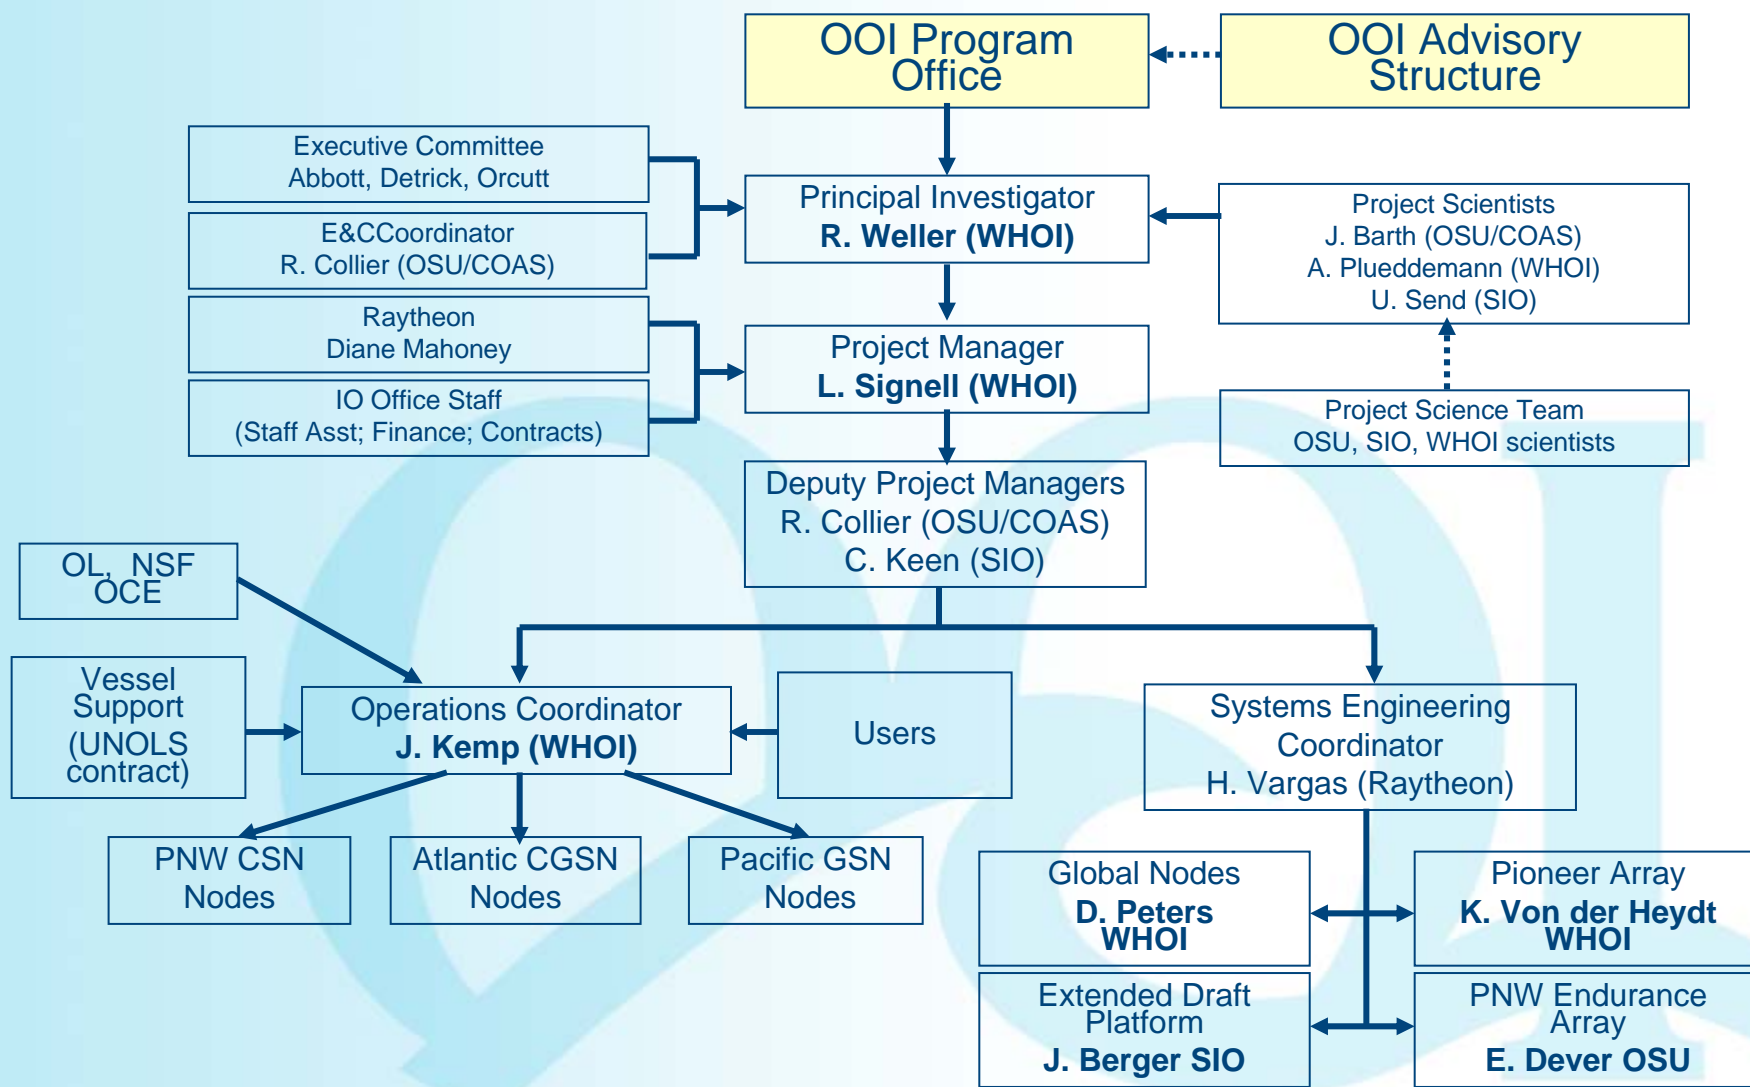 OOI Program
Office
OOI Advisory
Structure
Executive Committee
Abbott, Detrick, Orcutt
E&CCoordinator
R. Collier (OSU/COAS)
Principal Investigator
R. Weller (WHOI)
Project Scientists
J. Barth (OSU/COAS)
A. Plueddemann (WHOI)
U. Send (SIO)
Raytheon
Diane Mahoney
IO Office Staff
(Staff Asst; Finance; Contracts)
Project Manager
L. Signell (WHOI)
Project Science Team
OSU, SIO, WHOI scientists
Deputy Project Managers
R. Collier (OSU/COAS)
C. Keen (SIO)
OL, NSF
OCE
Vessel
Support
(UNOLS
contract)
Operations Coordinator
J. Kemp (WHOI)
Users
Systems Engineering
Coordinator
H. Vargas (Raytheon)
PNW CSN
Nodes
Atlantic CGSN
Nodes
Pacific GSN
Nodes
Global Nodes
D. Peters
WHOI
Pioneer Array
K. Von der Heydt
WHOI
Extended Draft
Platform
J. Berger SIO
PNW Endurance
Array
E. Dever OSU
OOI